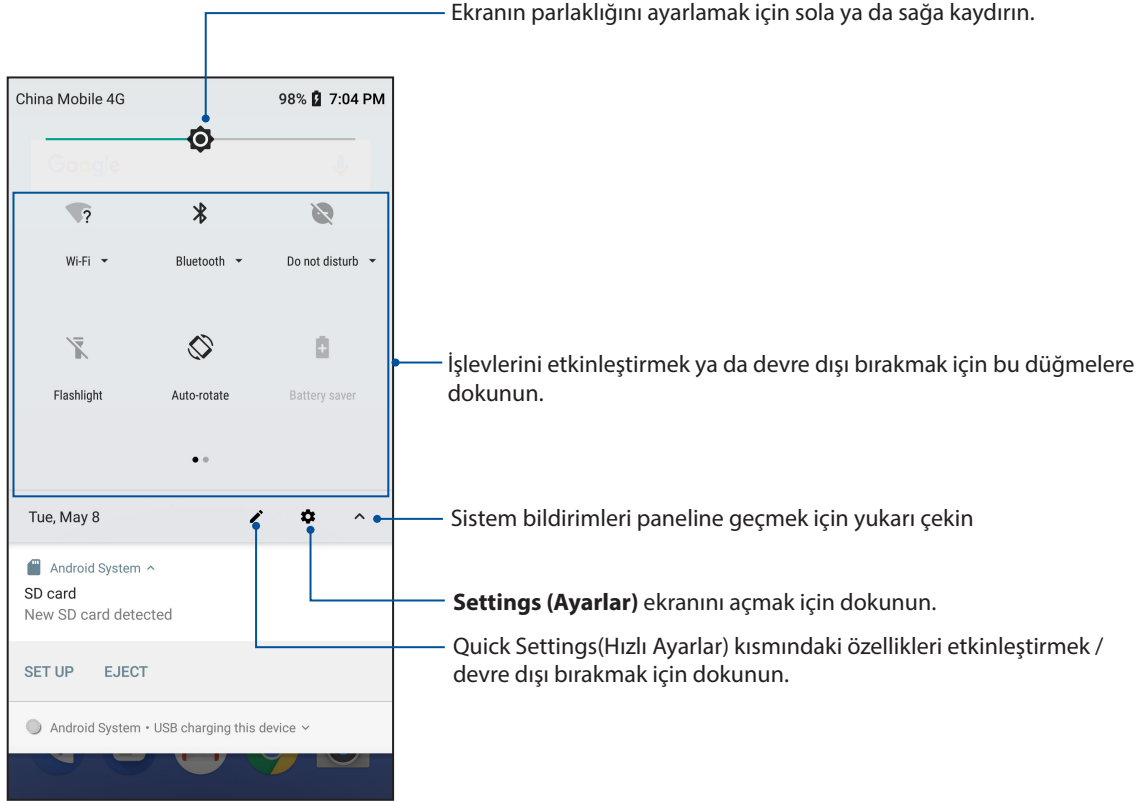 Ekranın parlaklığını ayarlamak için sola ya da sağa kaydırın.
China Mobile 4G 98% 7:04 PM
Google
Wi-Fi Bluetooth Do not disturb
Flashlight Auto-rotate Battery saver
İşlevlerini etkinleştirmek ya da devre dışı bırakmak için bu düğmelere
dokunun.
Tue, May 8
Sistem bildirimleri paneline geçmek için yukarı çekin
Android System
SD card
New SD card detected
Settings (Ayarlar) ekranını açmak için dokunun.
Quick Settings(Hızlı Ayarlar) kısmındaki özellikleri etkinleştirmek /
devre dışı bırakmak için dokunun.
SET UP EJECT
Android System • USB charging this device